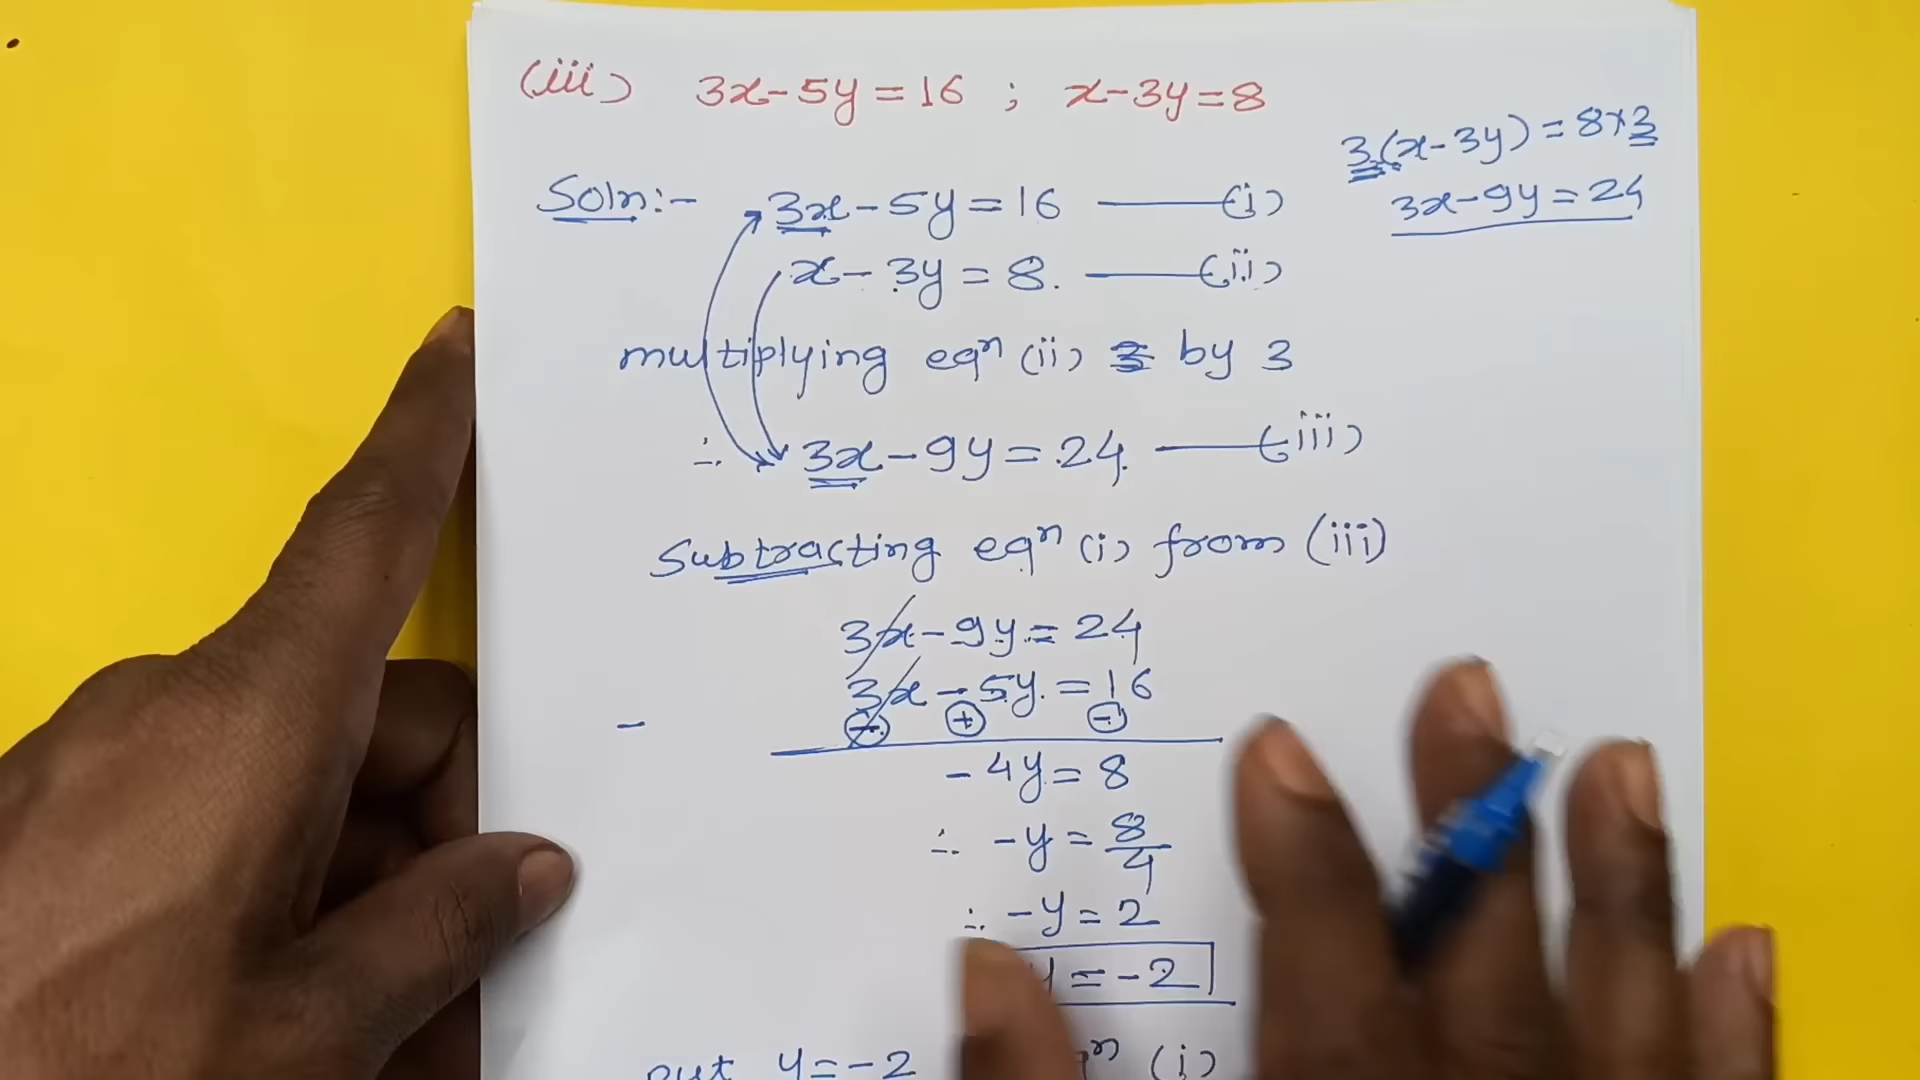 (iii) 3x-5y=16 ; x-3y=8
3(x-3y)=8×3
3x-9y=24
Soln:- 3x-5y=16 —(i)
x-3y=8. —(ii)
multiplying eqⁿ (ii) by 3
∴ 3x-9y=24 —(iii)
Subtracting eqⁿ (i) from (iii)
3x-9y=24
3x-5y=16
- (-) (+) (-)
-4y=8
∴ -y=8/4
∴ -y=2
y=-2
put y=-2 (i)